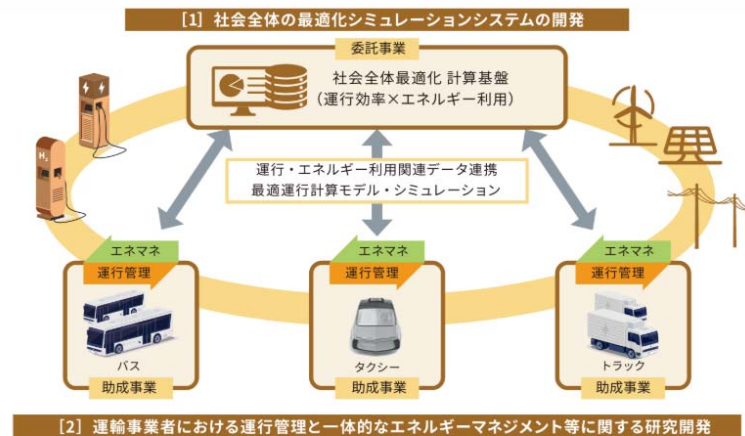 [1] 社会全体の最適化シミュレーションシステムの開発
委託事業
社会全体最適化 計算基盤
（運行効率×エネルギー利用）
H₂
運行・エネルギー利用関連データ連携
最適運行計算モデル・シミュレーション
エネマネ
運行管理
バス
助成事業
エネマネ
運行管理
タクシー
助成事業
エネマネ
運行管理
トラック
助成事業
[2] 運輸事業者における運行管理と一体的なエネルギーマネジメント等に関する研究開発